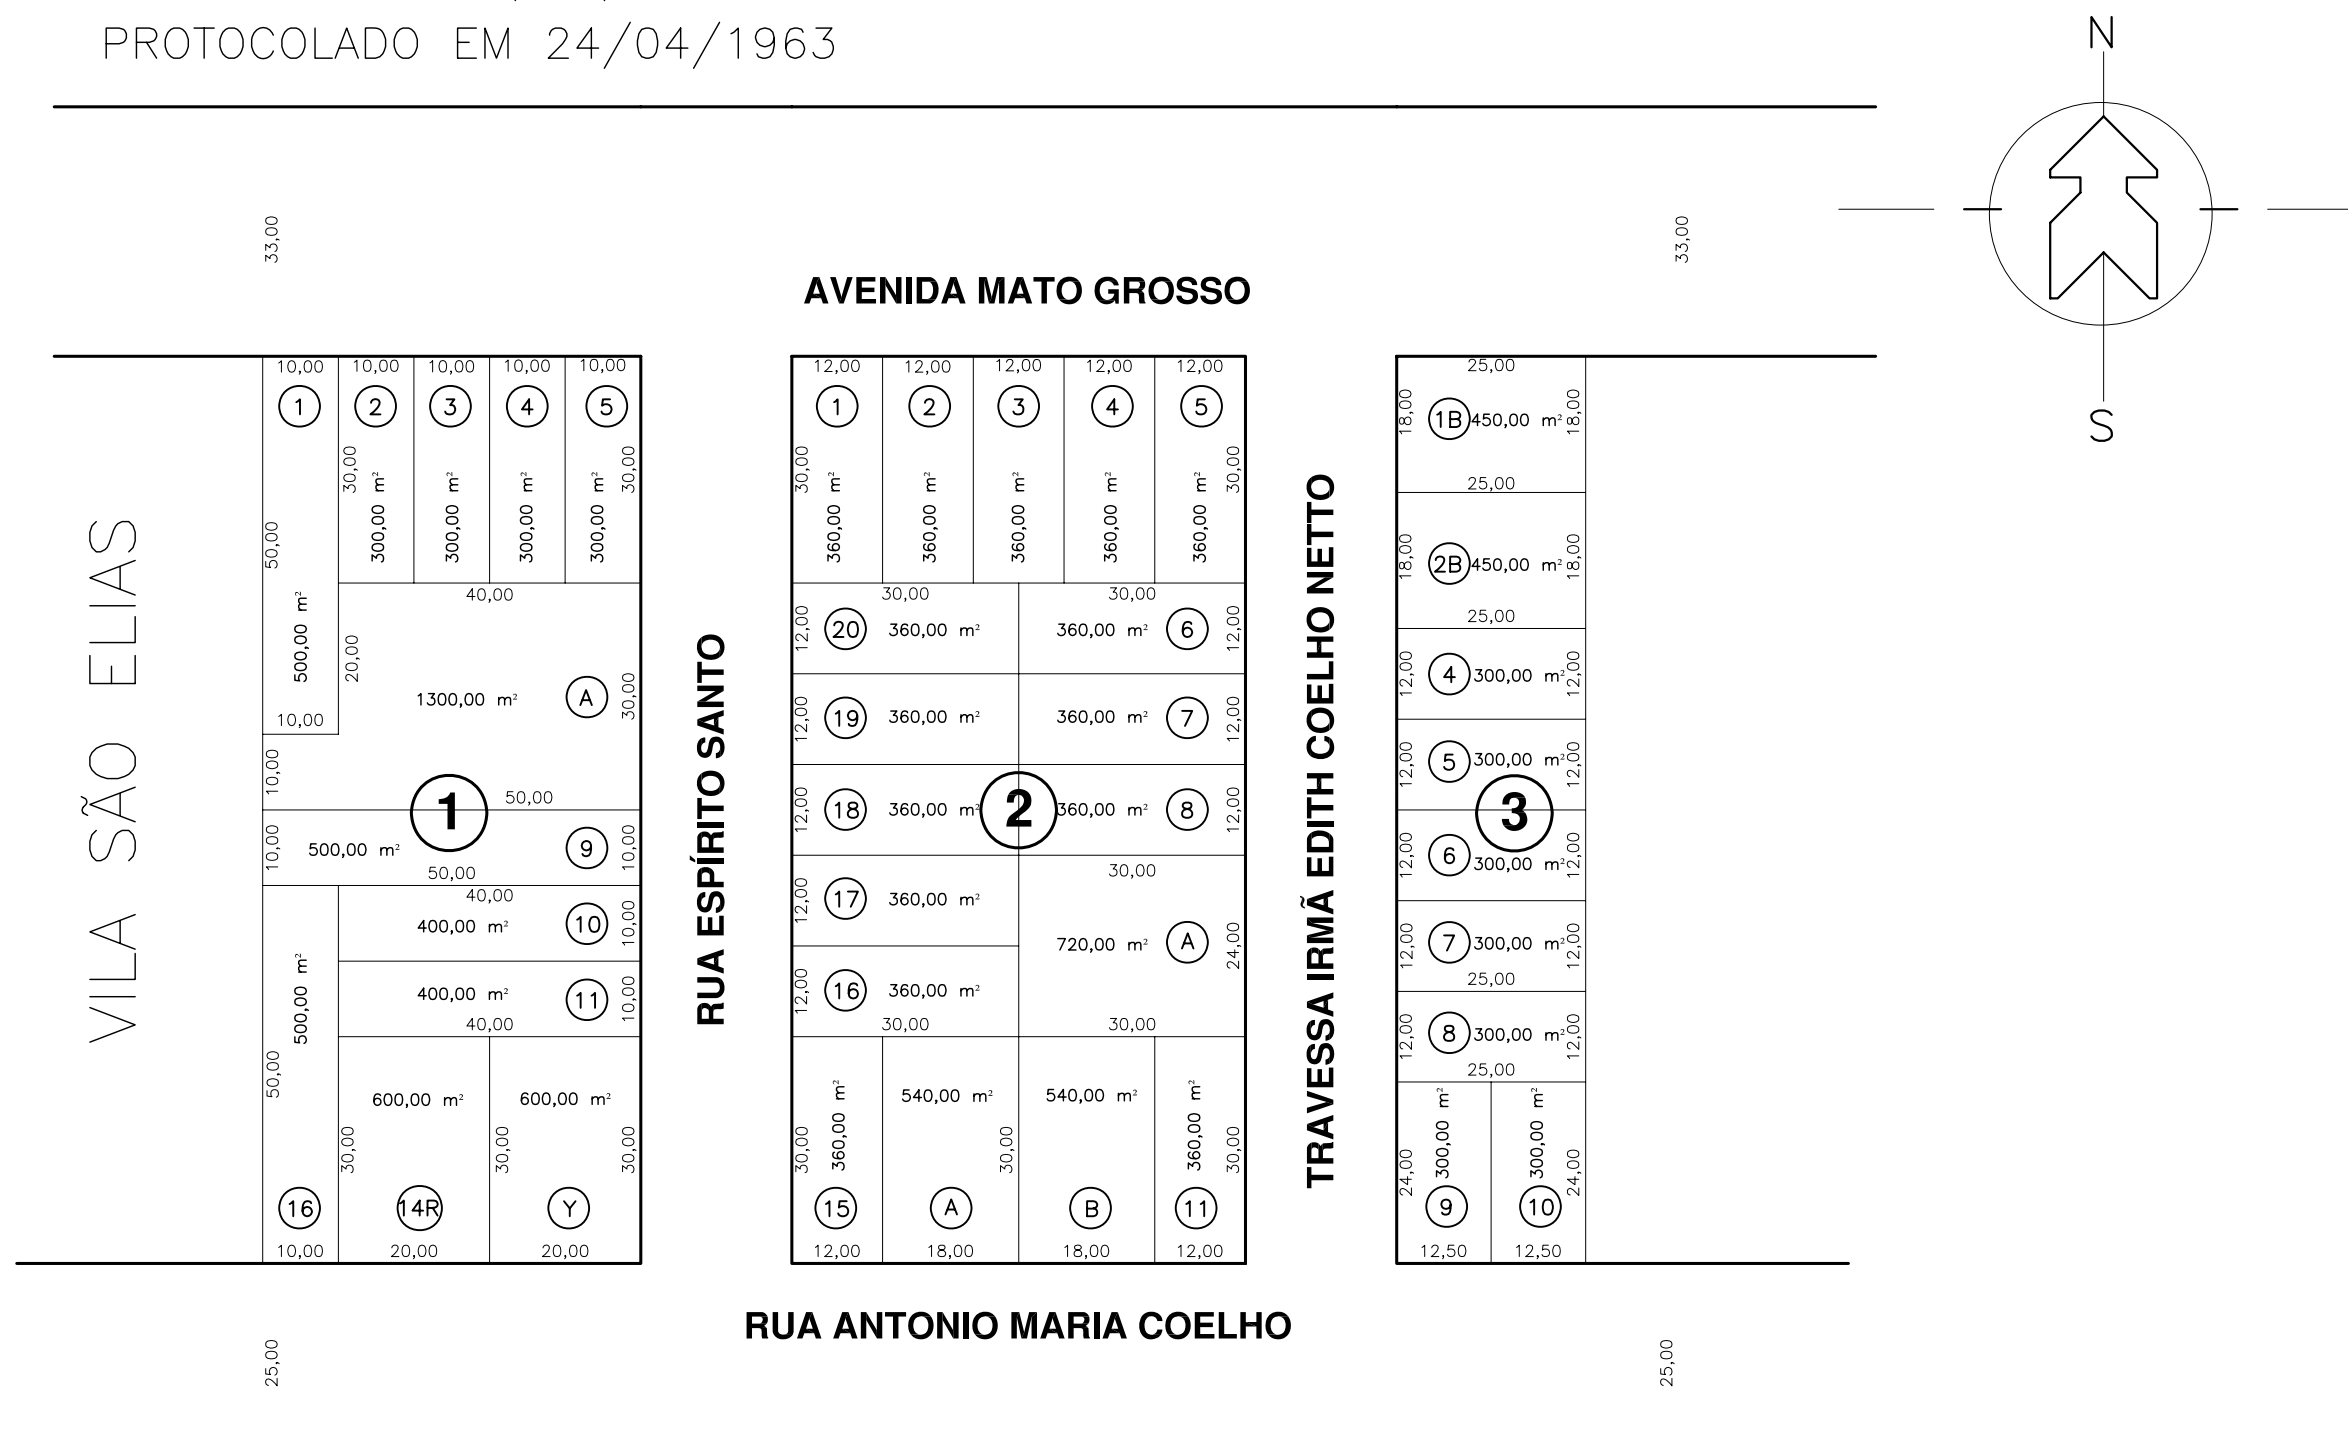 PROTOCOLADO EM 24/04/1963
N
S
33,00
33,00
AVENIDA MATO GROSSO
VILA SÃO ELIAS
10,00
10,00
10,00
10,00
10,00
1
2
3
4
5
30,00
30,00
300,00 m²
300,00 m²
300,00 m²
300,00 m²
50,00
500,00 m²
10,00
40,00
20,00
1300,00 m²
A
30,00
10,00
1
50,00
10,00
500,00 m²
9
10,00
50,00
40,00
400,00 m²
10
10,00
400,00 m²
11
10,00
40,00
500,00 m²
50,00
600,00 m²
600,00 m²
30,00
30,00
30,00
16
14R
Y
10,00
20,00
20,00
RUA ESPÍRITO SANTO
12,00
12,00
12,00
12,00
12,00
1
2
3
4
5
30,00
30,00
360,00 m²
360,00 m²
360,00 m²
360,00 m²
360,00 m²
30,00
30,00
12,00
20
360,00 m²
360,00 m²
6
12,00
12,00
19
360,00 m²
360,00 m²
7
12,00
12,00
18
360,00 m²
2
360,00 m²
8
12,00
12,00
17
360,00 m²
30,00
720,00 m²
A
24,00
12,00
16
360,00 m²
30,00
30,00
360,00 m²
540,00 m²
540,00 m²
360,00 m²
30,00
30,00
30,00
15
A
B
11
12,00
18,00
18,00
12,00
TRAVESSA IRMÃ EDITH COELHO NETTO
25,00
18,00
1B
450,00 m²
18,00
25,00
18,00
2B
450,00 m²
18,00
25,00
12,00
4
300,00 m²
12,00
12,00
5
300,00 m²
12,00
3
12,00
6
300,00 m²
12,00
12,00
7
300,00 m²
12,00
25,00
12,00
8
300,00 m²
12,00
25,00
24,00
300,00 m²
300,00 m²
24,00
9
10
12,50
12,50
RUA ANTONIO MARIA COELHO
25,00
25,00